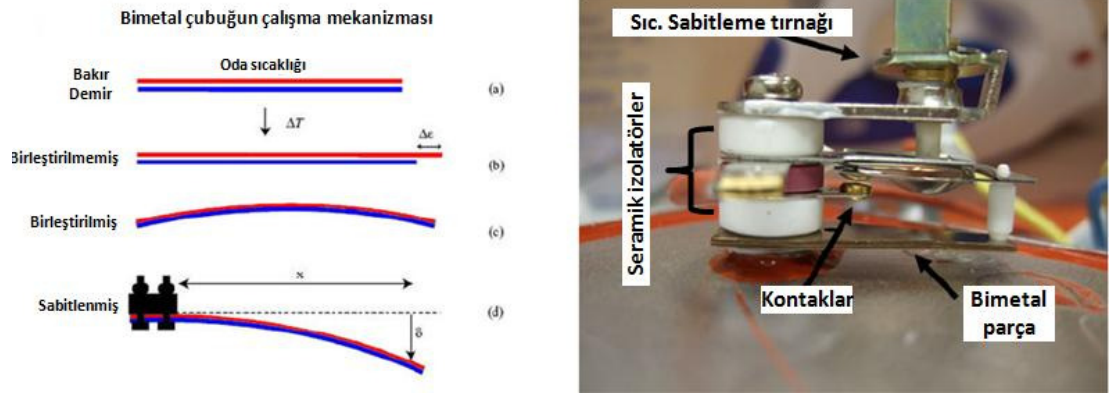 Bimetal çubuğun çalışma mekanizması
Oda sıcaklığı
Bakır
Demir
(a)
ΔT
Δε
Birleştirilmemiş
(b)
Birleştirilmiş
(c)
x
Sabitlenmiş
(d)
δ
Sıc. Sabitleme tırnağı
Seramik izolatörler
Kontaklar
Bimetal
parça